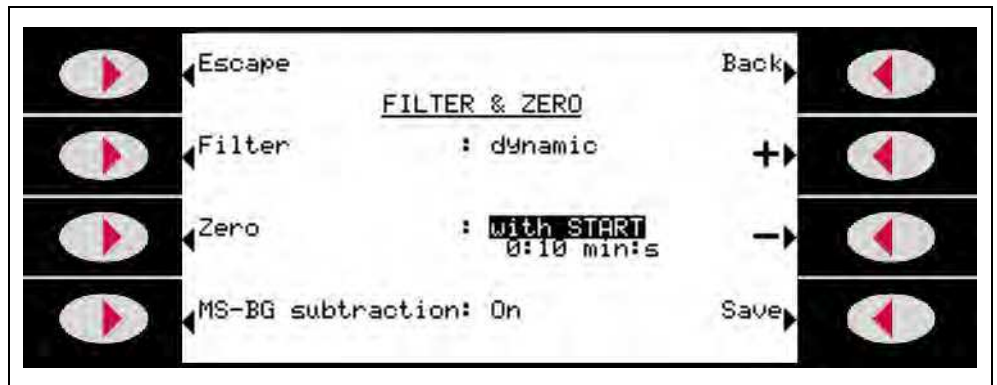 Escape Back
FILTER & ZERO
Filter : dynamic +
Zero : with START −
0:10 min:s
MS-BG subtraction: On Save